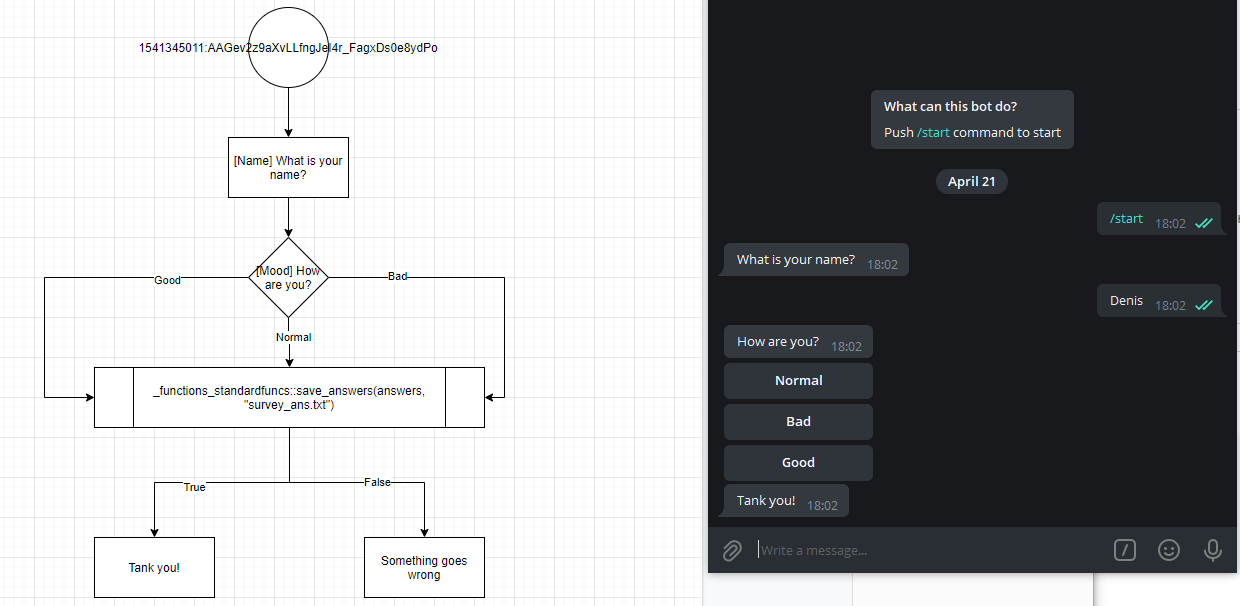 1541345011:AAGev2z9aXvLLfngJeI4r_FagxDs0e8ydPo
[Name] What is your
name?
[Mood] How
are you?
Good
Bad
Normal
_functions_standardfuncs::save_answers(answers,
"survey_ans.txt")
True
False
Tank you!
Something goes
wrong
What can this bot do?
Push /start command to start
April 21
/start 18:02
What is your name? 18:02
Denis 18:02
How are you? 18:02
Normal
Bad
Good
Tank you! 18:02
Write a message...